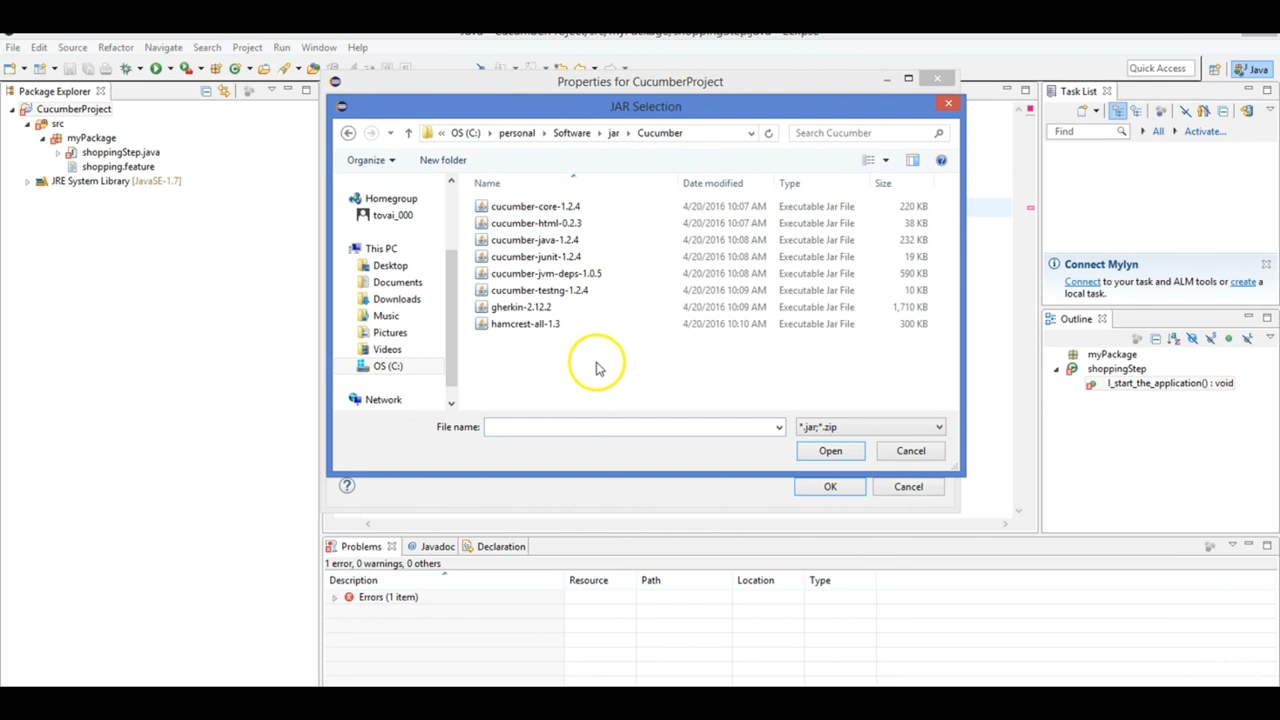 Java - CucumberProject/src/myPackage/shoppingStep.java - Eclipse
File Edit Source Refactor Navigate Search Project Run Window Help
Quick Access
Java
Package Explorer
CucumberProject
src
myPackage
shoppingStep.java
shopping.feature
JRE System Library [JavaSE-1.7]
Properties for CucumberProject
JAR Selection
« OS (C:) personal Software jar Cucumber
Search Cucumber
Organize New folder
Homegroup
tovai_000
This PC
Desktop
Documents
Downloads
Music
Pictures
Videos
OS (C:)
Network
Name Date modified Type Size
cucumber-core-1.2.4 4/20/2016 10:07 AM Executable Jar File 220 KB
cucumber-html-0.2.3 4/20/2016 10:07 AM Executable Jar File 38 KB
cucumber-java-1.2.4 4/20/2016 10:08 AM Executable Jar File 232 KB
cucumber-junit-1.2.4 4/20/2016 10:08 AM Executable Jar File 19 KB
cucumber-jvm-deps-1.0.5 4/20/2016 10:08 AM Executable Jar File 590 KB
cucumber-testng-1.2.4 4/20/2016 10:09 AM Executable Jar File 10 KB
gherkin-2.12.2 4/20/2016 10:09 AM Executable Jar File 1,710 KB
hamcrest-all-1.3 4/20/2016 10:10 AM Executable Jar File 300 KB
File name: *.jar;*.zip
Open Cancel
OK Cancel
Task List
Find All Activate...
Connect Mylyn
Connect to your task and ALM tools or create a
local task.
Outline
myPackage
shoppingStep
I_start_the_application() : void
Problems Javadoc Declaration
1 error, 0 warnings, 0 others
Description Resource Path Location Type
Errors (1 item)